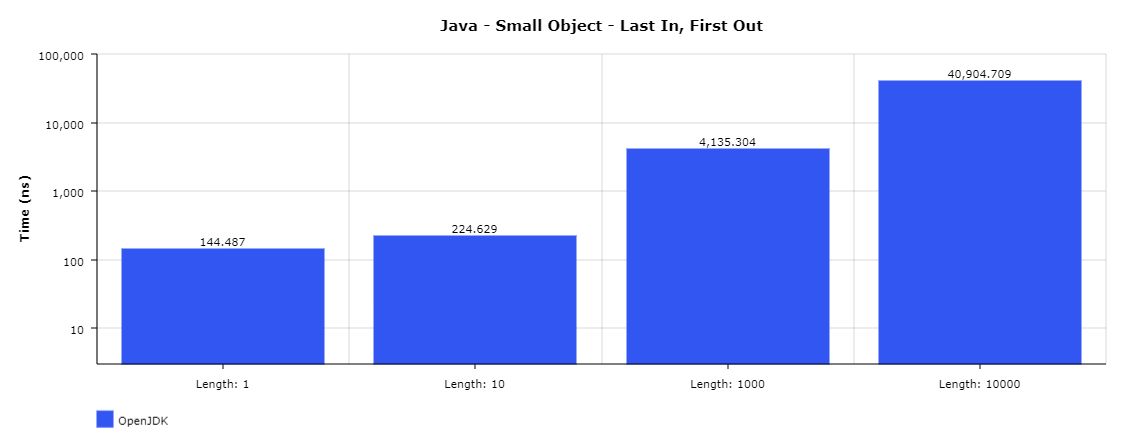 Java - Small Object - Last In, First Out
Time (ns)
100,000
10,000
1,000
100
10
144.487
224.629
4,135.304
40,904.709
Length: 1
Length: 10
Length: 1000
Length: 10000
OpenJDK